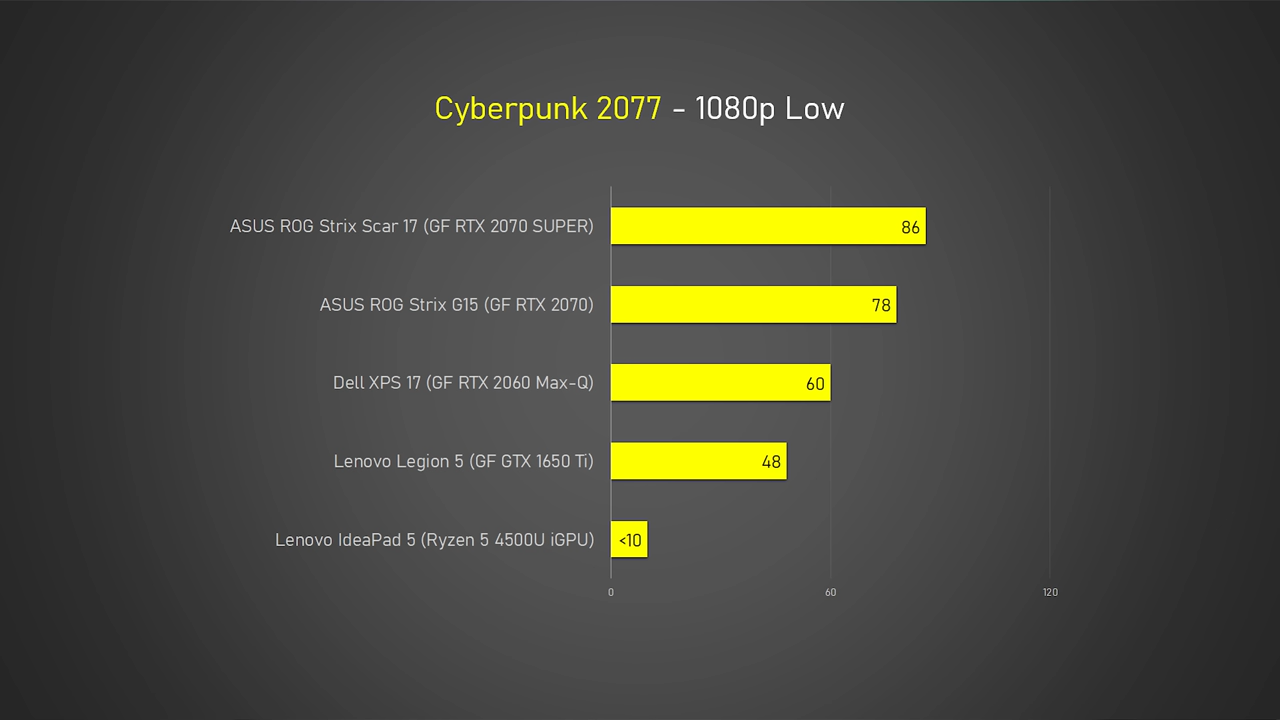 Cyberpunk 2077 - 1080p Low
ASUS ROG Strix Scar 17 (GF RTX 2070 SUPER) 86
ASUS ROG Strix G15 (GF RTX 2070) 78
Dell XPS 17 (GF RTX 2060 Max-Q) 60
Lenovo Legion 5 (GF GTX 1650 Ti) 48
Lenovo IdeaPad 5 (Ryzen 5 4500U iGPU) <10
0 60 120